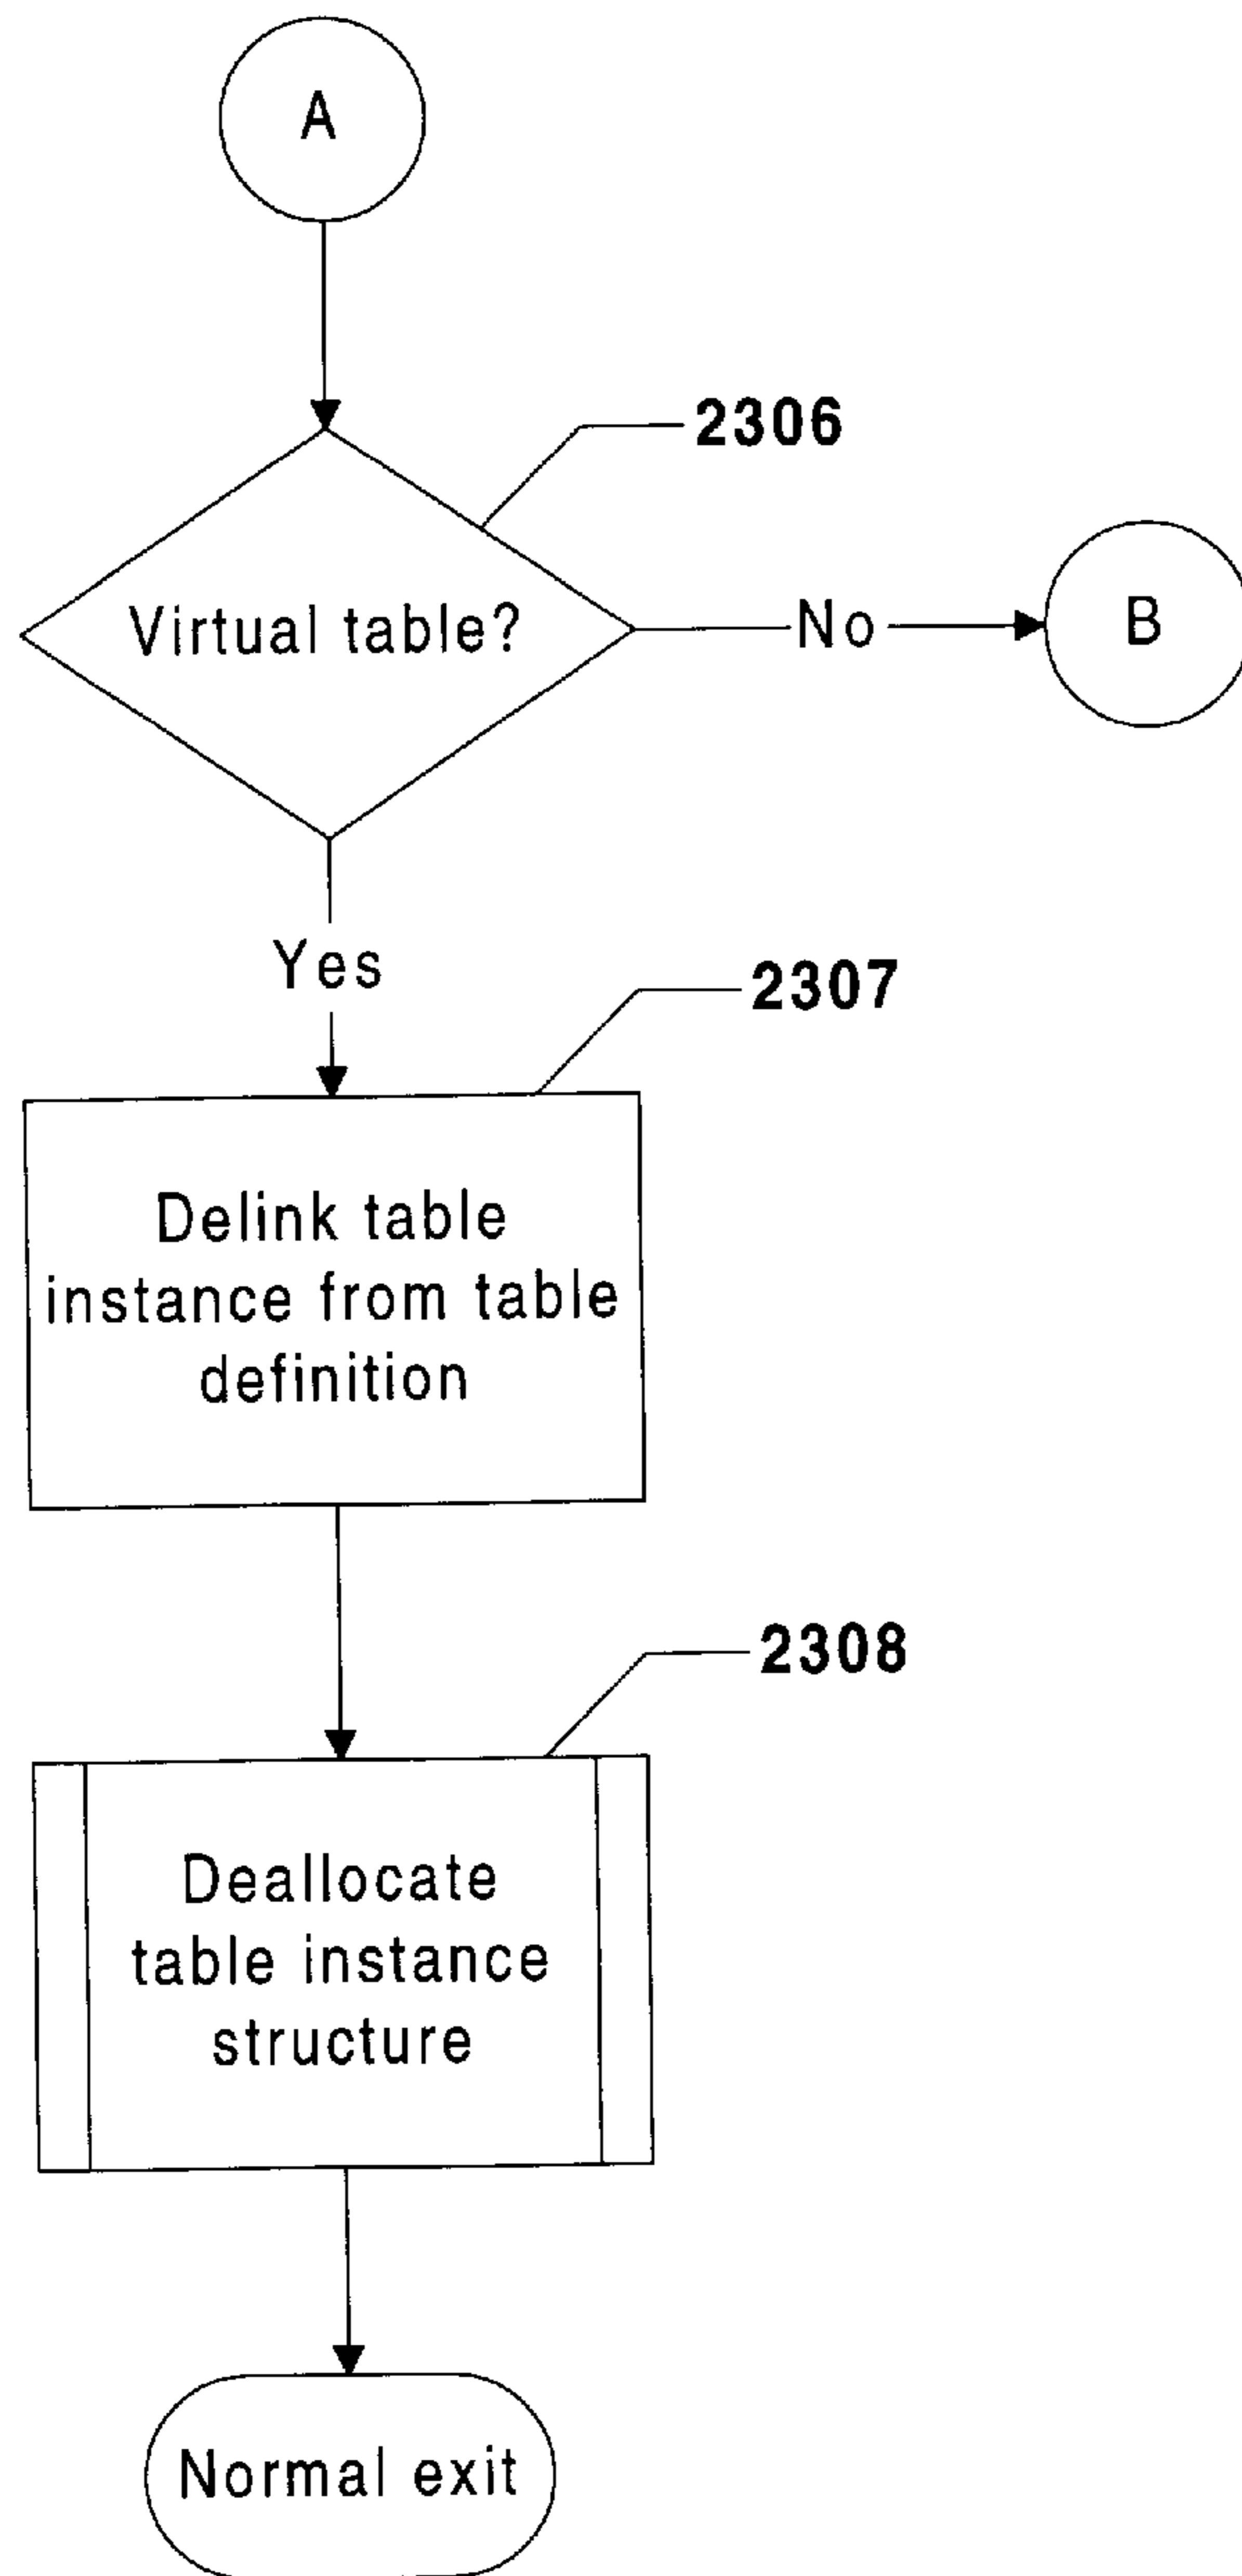 A
2306
Virtual table?
No
B
Yes
2307
Delink table
instance from table
definition
2308
Deallocate
table instance
structure
Normal exit